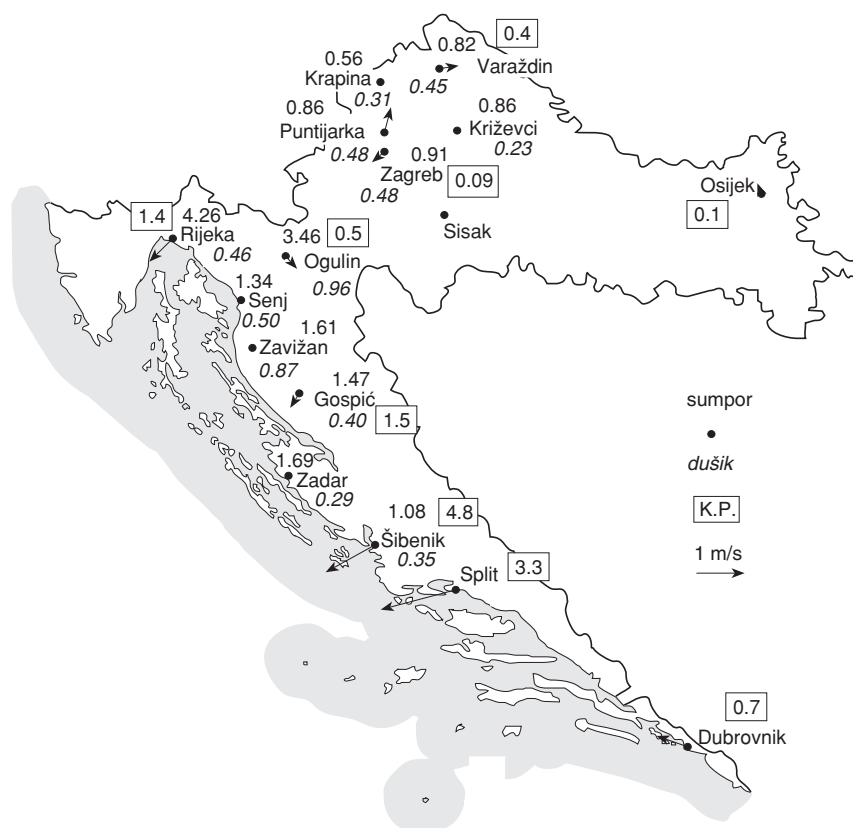 0.82 0.4
0.56 Varaždin
Krapina 0.45
0.31
0.86 0.86
Puntijarka Križevci
0.48 0.91 0.23
Zagreb 0.09
0.48
Osijek
0.1
Sisak
1.4 4.26
Rijeka
0.46
3.46 0.5
Ogulin
0.96
1.34
Senj
0.50
1.61
Zavižan
0.87
1.47
Gospić
0.40 1.5
1.69
Zadar
0.29
1.08 4.8
Šibenik
0.35
Split 3.3
0.7
Dubrovnik
sumpor
dušik
K.P.
1 m/s